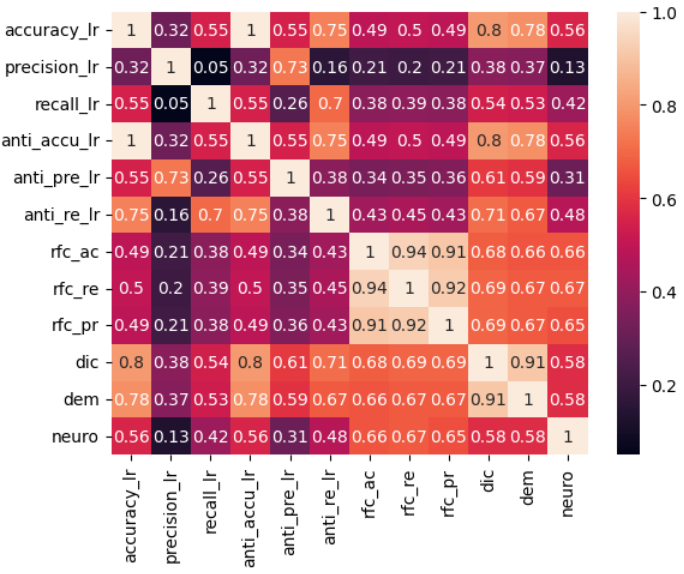 accuracy_lr 1 0.32 0.55 1 0.55 0.75 0.49 0.5 0.49 0.8 0.78 0.56
precision_lr 0.32 1 0.05 0.32 0.73 0.16 0.21 0.2 0.21 0.38 0.37 0.13
recall_lr 0.55 0.05 1 0.55 0.26 0.7 0.38 0.39 0.38 0.54 0.53 0.42
anti_accu_lr 1 0.32 0.55 1 0.55 0.75 0.49 0.5 0.49 0.8 0.78 0.56
anti_pre_lr 0.55 0.73 0.26 0.55 1 0.38 0.34 0.35 0.36 0.61 0.59 0.31
anti_re_lr 0.75 0.16 0.7 0.75 0.38 1 0.43 0.45 0.43 0.71 0.67 0.48
rfc_ac 0.49 0.21 0.38 0.49 0.34 0.43 1 0.94 0.91 0.68 0.66 0.66
rfc_re 0.5 0.2 0.39 0.5 0.35 0.45 0.94 1 0.92 0.69 0.67 0.67
rfc_pr 0.49 0.21 0.38 0.49 0.36 0.43 0.91 0.92 1 0.69 0.67 0.65
dic 0.8 0.38 0.54 0.8 0.61 0.71 0.68 0.69 0.69 1 0.91 0.58
dem 0.78 0.37 0.53 0.78 0.59 0.67 0.66 0.67 0.67 0.91 1 0.58
neuro 0.56 0.13 0.42 0.56 0.31 0.48 0.66 0.67 0.65 0.58 0.58 1
accuracy_lr
precision_lr
recall_lr
anti_accu_lr
anti_pre_lr
anti_re_lr
rfc_ac
rfc_re
rfc_pr
dic
dem
neuro
1.0
0.8
0.6
0.4
0.2